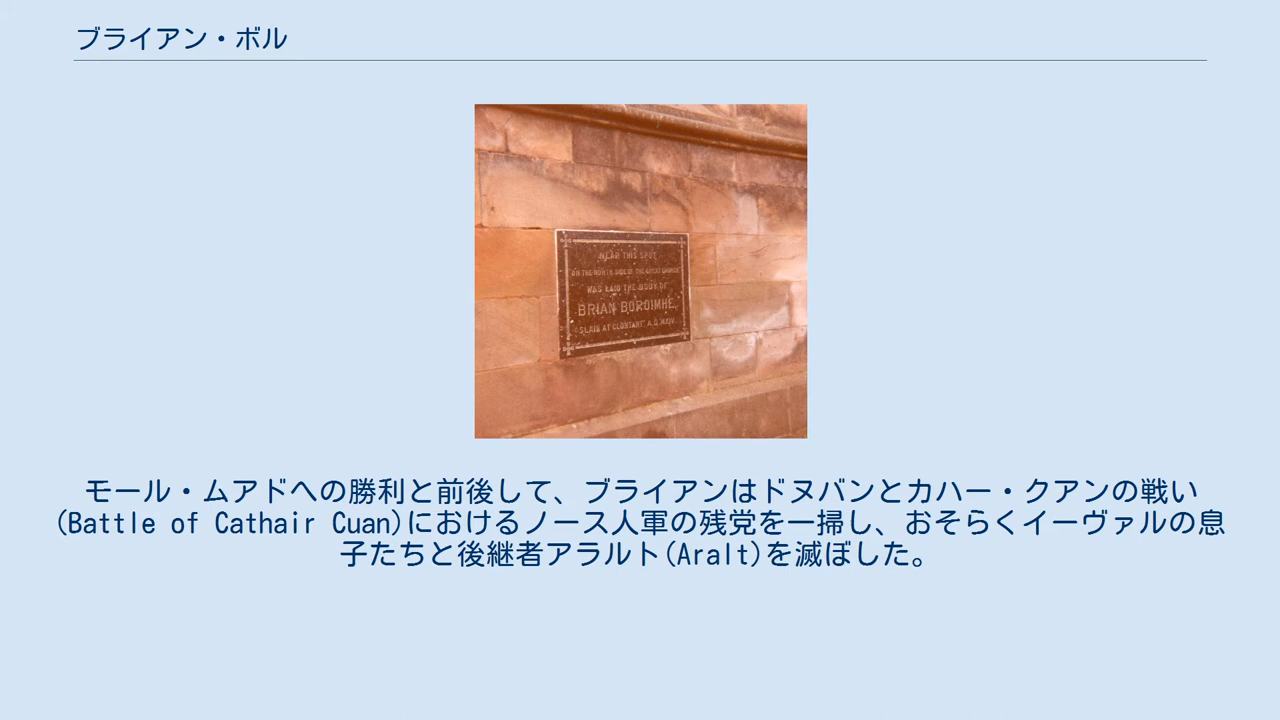 ブライアン・ボル
NEAR THIS SPOT
ON THE NORTH SIDE OF THE GREAT CHURCH
WAS LAID THE BODY OF
BRIAN BOROIMHE,
SLAIN AT CLONTARF A.D. MXIV.
モール・ムアドへの勝利と前後して、ブライアンはドヌバンとカハー・クアンの戦い
(Battle of Cathair Cuan)におけるノース人軍の残党を一掃し、おそらくイーヴァルの息
子たちと後継者アラルト(Aralt)を滅ぼした。